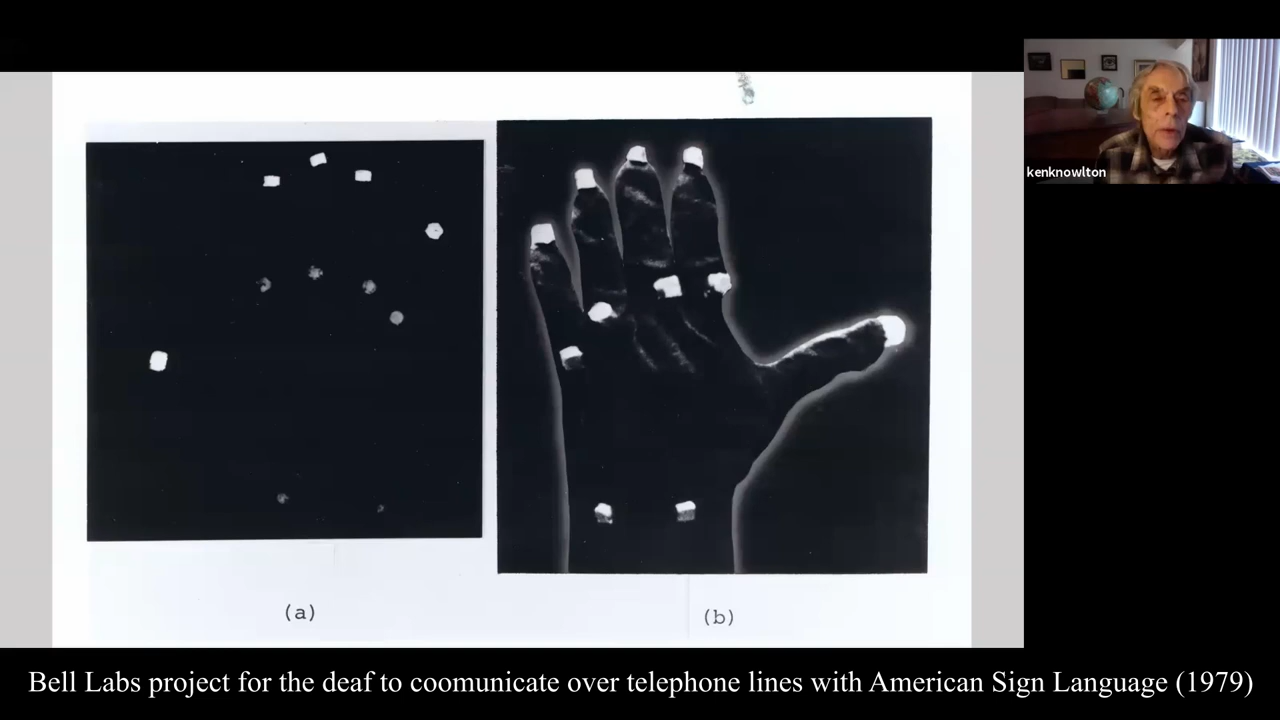 kenknowlton
(a)
(b)
Bell Labs project for the deaf to coomunicate over telephone lines with American Sign Language (1979)